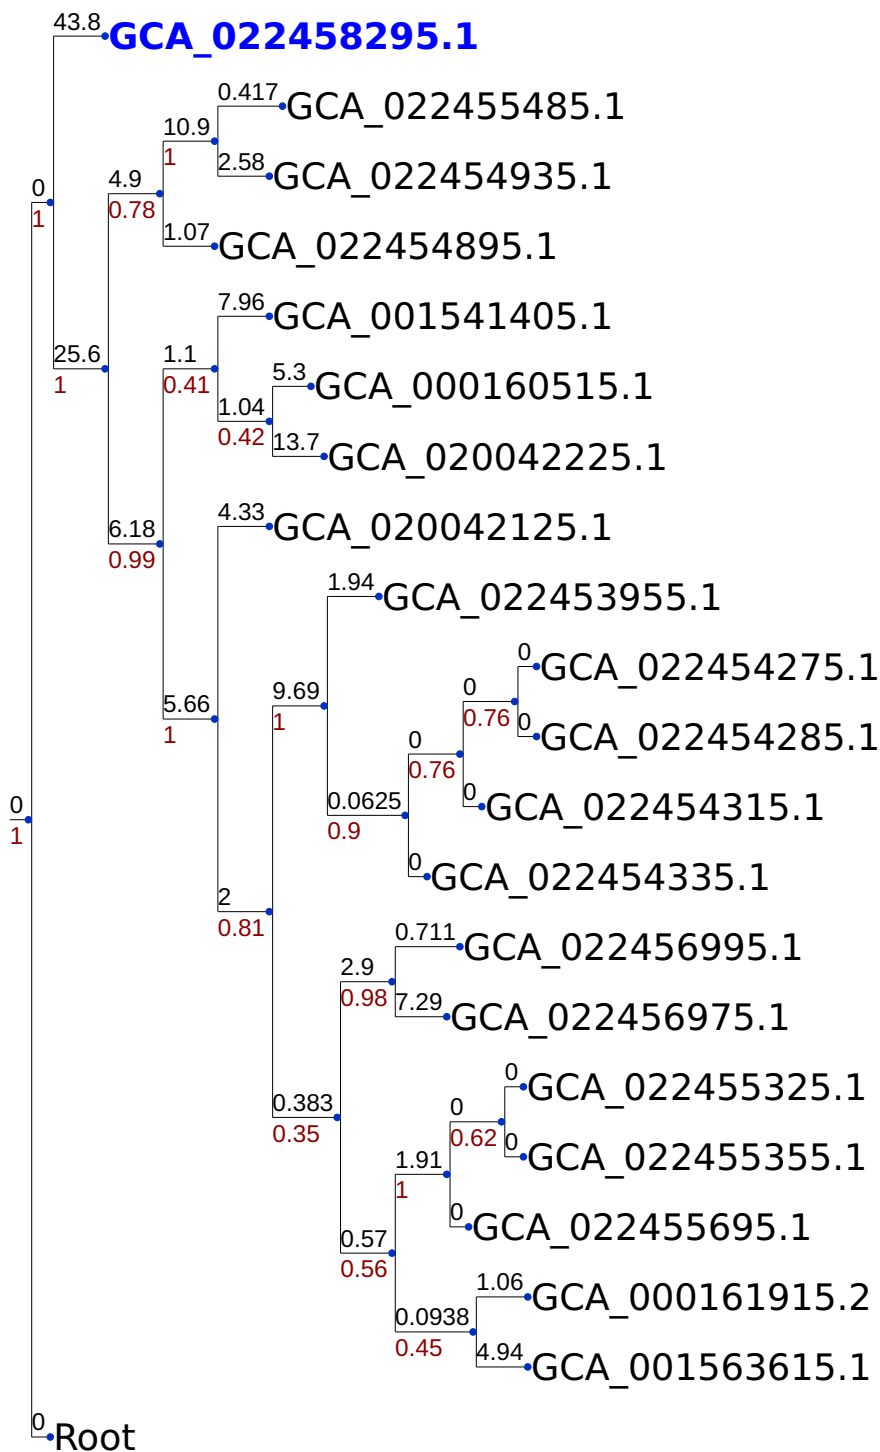 43.8
GCA_022458295.1
0.417
GCA_022455485.1
10.9
1
2.58
GCA_022454935.1
4.9
0.78
0
1
1.07
GCA_022454895.1
7.96
GCA_001541405.1
25.6
1
1.1
0.41
5.3
GCA_000160515.1
1.04
0.42
13.7
GCA_020042225.1
6.18
0.99
4.33
GCA_020042125.1
1.94
GCA_022453955.1
0
GCA_022454275.1
5.66
1
9.69
1
0
0.76
0
GCA_022454285.1
0
0.76
0
GCA_022454315.1
0
1
0.0625
0.9
0
GCA_022454335.1
2
0.81
0.711
GCA_022456995.1
2.9
0.98
7.29
GCA_022456975.1
0
GCA_022455325.1
0.383
0.35
0
0.62
0
GCA_022455355.1
1.91
1
0
GCA_022455695.1
0.57
0.56
1.06
GCA_000161915.2
0.0938
0.45
4.94
GCA_001563615.1
0
Root